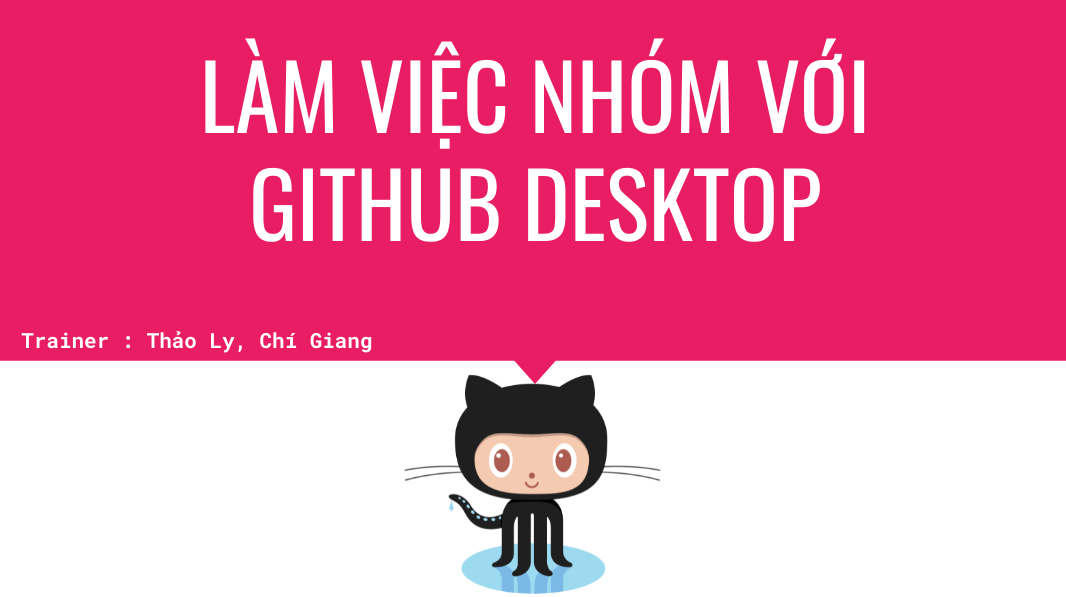 LÀM VIỆC NHÓM VỚI
GITHUB DESKTOP
Trainer : Thảo Ly, Chí Giang